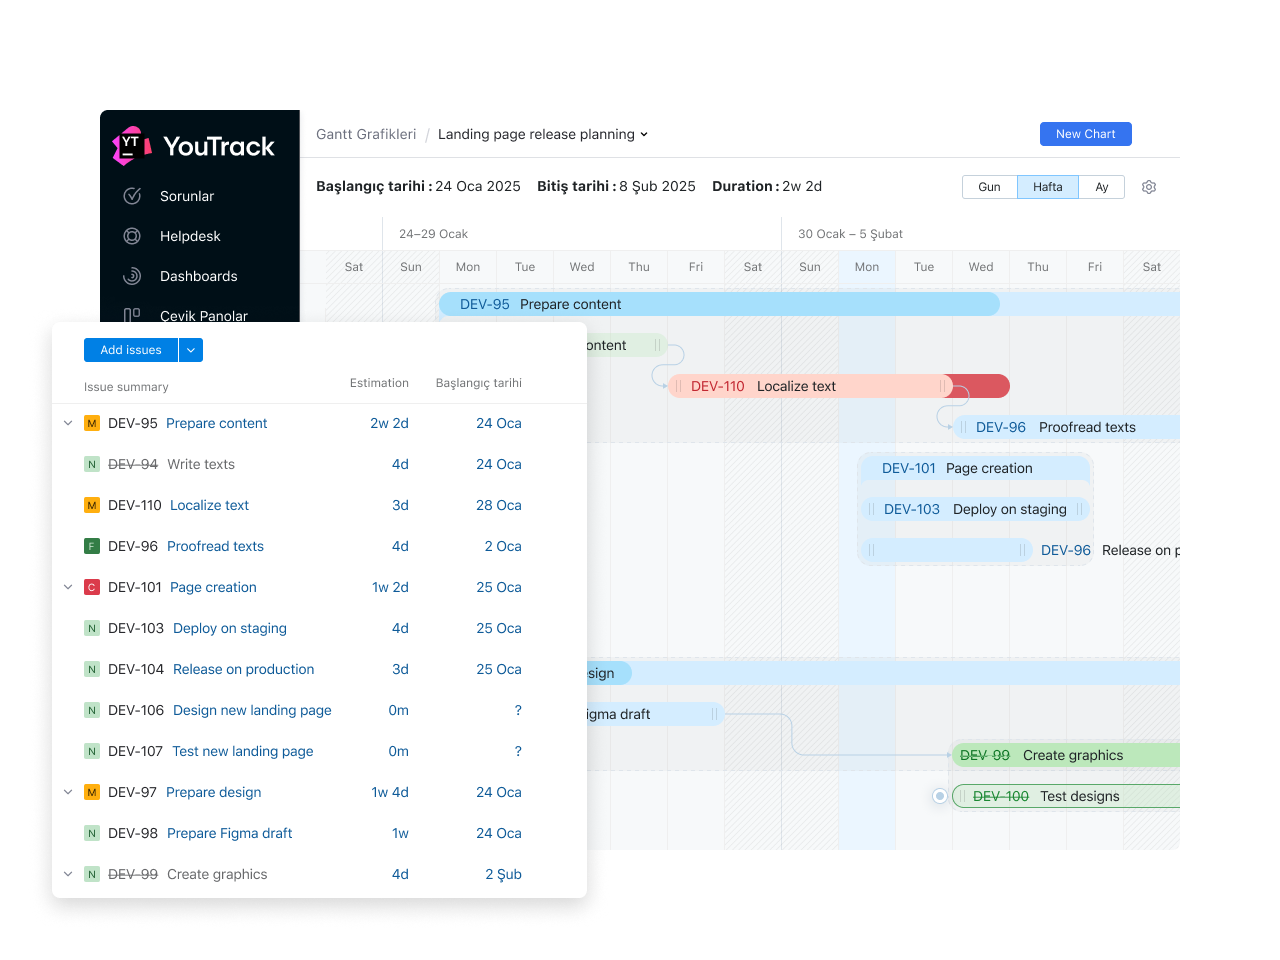 YT YouTrack
Sorunlar
Helpdesk
Dashboards
Çevik Panolar
Gantt Grafikleri / Landing page release planning
New Chart
Başlangıç tarihi : 24 Oca 2025 Bitiş tarihi : 8 Şub 2025 Duration : 2w 2d
Gun Hafta Ay
24–29 Ocak 30 Ocak – 5 Şubat
Sat Sun Mon Tue Wed Thu Fri Sat Sun Mon Tue Wed Thu Fri Sat
DEV-95 Prepare content
ontent
DEV-110 Localize text
DEV-96 Proofread texts
DEV-101 Page creation
DEV-103 Deploy on staging
DEV-96 Release on p
sign
igma draft
DEV-99 Create graphics
DEV-100 Test designs
Add issues
Issue summary Estimation Başlangıç tarihi
M DEV-95 Prepare content 2w 2d 24 Oca
N DEV-94 Write texts 4d 24 Oca
M DEV-110 Localize text 3d 28 Oca
F DEV-96 Proofread texts 4d 2 Oca
C DEV-101 Page creation 1w 2d 25 Oca
N DEV-103 Deploy on staging 4d 25 Oca
N DEV-104 Release on production 3d 25 Oca
N DEV-106 Design new landing page 0m ?
N DEV-107 Test new landing page 0m ?
M DEV-97 Prepare design 1w 4d 24 Oca
N DEV-98 Prepare Figma draft 1w 24 Oca
N DEV-99 Create graphics 4d 2 Şub